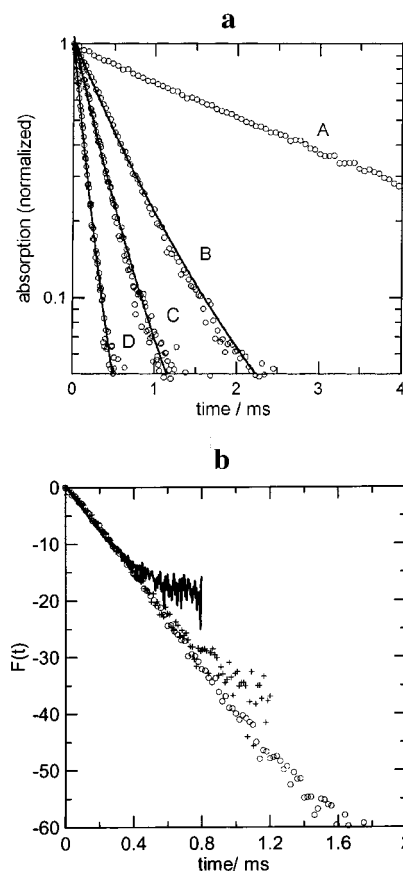 a
1
absorption (normalized)
0.1
A
B
C
D
0 1 2 3 4
time / ms
b
0
-10
-20
-30
-40
-50
-60
F(t)
0 0.4 0.8 1.2 1.6 2
time/ ms